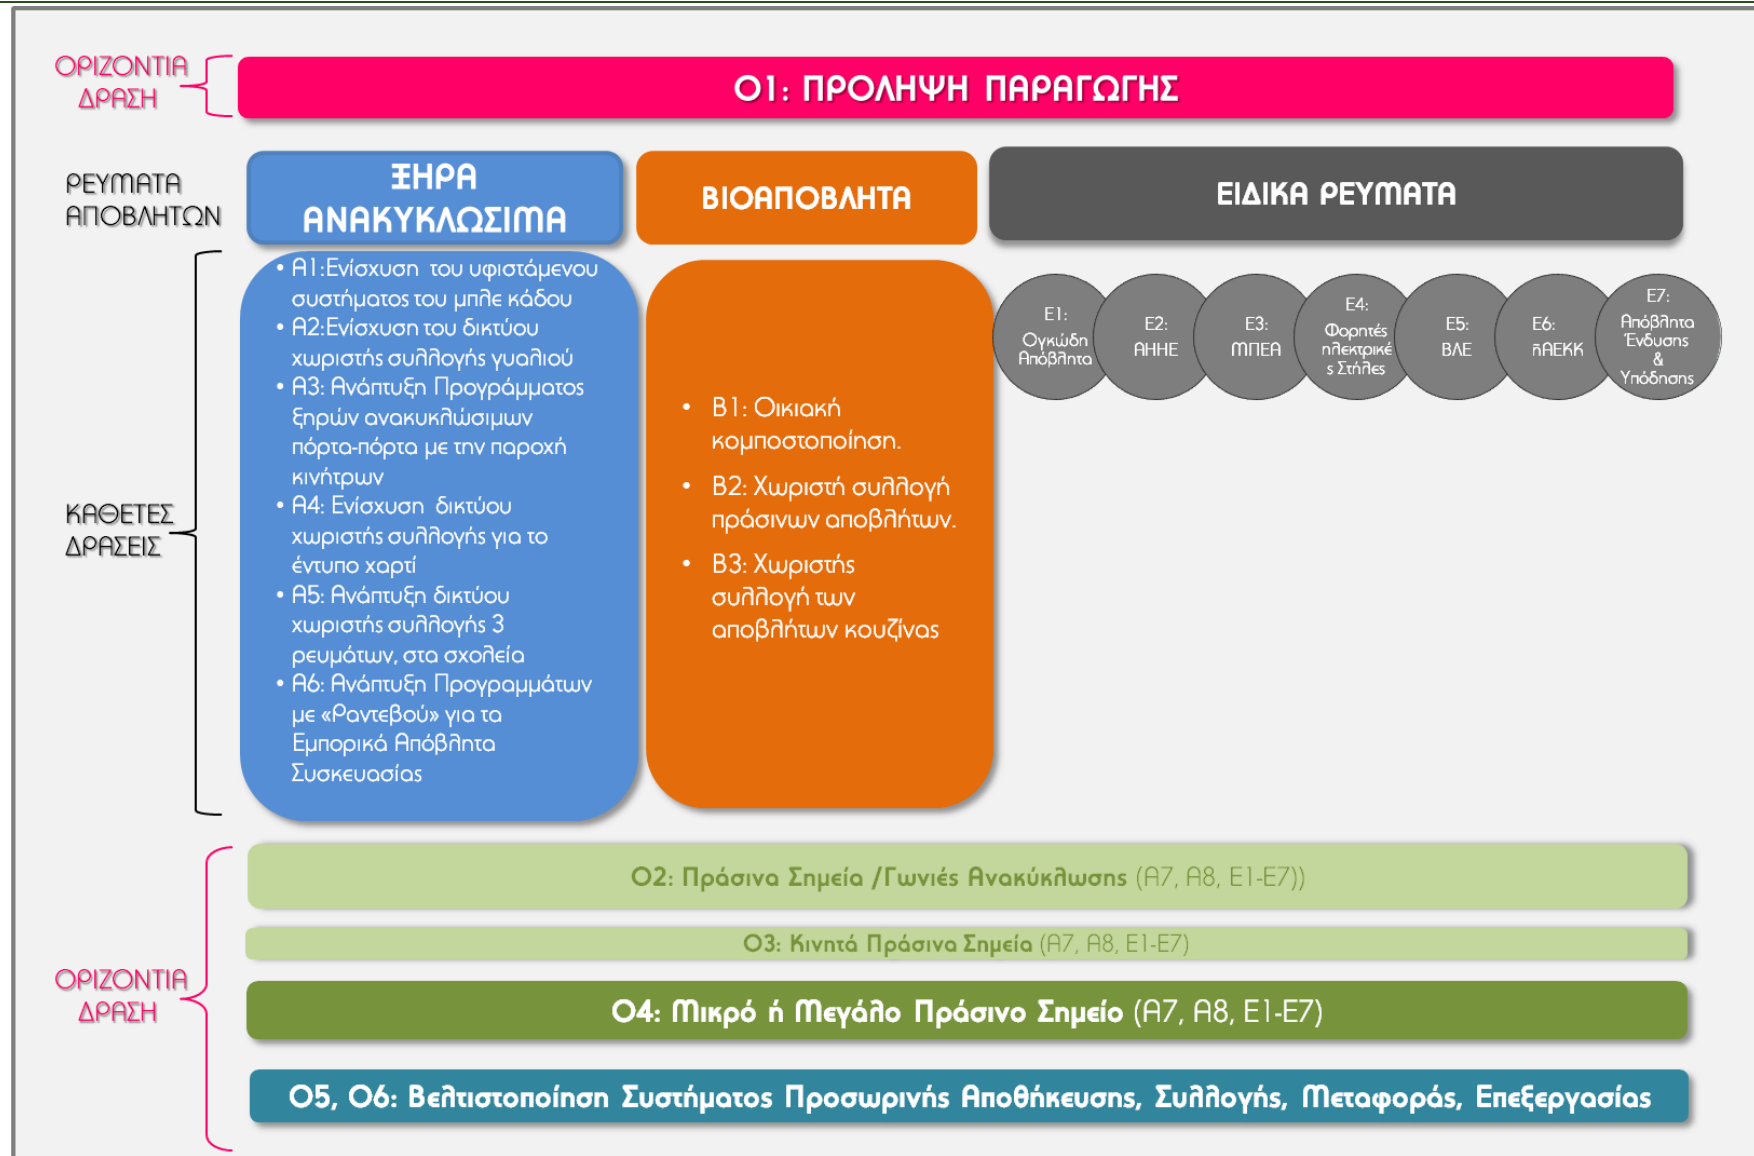 ΟΡΙΖΟΝΤΙΑ
ΔΡΑΣΗ
Ο1: ΠΡΟΛΗΨΗ ΠΑΡΑΓΩΓΗΣ
ΡΕΥΜΑΤΑ
ΑΠΟΒΛΗΤΩΝ
ΞΗΡΑ
ΑΝΑΚΥΚΛΩΣΙΜΑ
ΒΙΟΑΠΟΒΛΗΤΑ
ΕΙΔΙΚΑ ΡΕΥΜΑΤΑ
ΚΑΘΕΤΕΣ
ΔΡΑΣΕΙΣ
• Α1:Ενίσχυση του υφιστάμενου
συστήματος του μπλε κάδου
• Α2:Ενίσχυση του δικτύου
χωριστής συλλογής γυαλιού
• Α3: Ανάπτυξη Προγράμματος
ξηρών ανακυκλώσιμων
πόρτα-πόρτα με την παροχή
κινήτρων
• Α4: Ενίσχυση δικτύου
χωριστής συλλογής για το
έντυπο χαρτί
• Α5: Ανάπτυξη δικτύου
χωριστής συλλογής 3
ρευμάτων, στα σχολεία
• Α6: Ανάπτυξη Προγραμμάτων
με «Ραντεβού» για τα
Εμπορικά Απόβλητα
Συσκευασίας
• Β1: Οικιακή
κομποστοποίηση.
• Β2: Χωριστή συλλογή
πράσινων αποβλήτων.
• Β3: Χωριστής
συλλογή των
αποβλήτων κουζίνας
Ε1:
Ογκώδη
Απόβλητα
Ε2:
ΑΗΗΕ
Ε3:
ΜΠΕΑ
Ε4:
Φορητές
ηλεκτρικέ
ς Στήλες
Ε5:
ΒΛΕ
Ε6:
ηΑΕΚΚ
Ε7:
Απόβλητα
Ένδυσης
&
Υπόδησης
ΟΡΙΖΟΝΤΙΑ
ΔΡΑΣΗ
Ο2: Πράσινα Σημεία /Γωνιές Ανακύκλωσης (Α7, Α8, Ε1-Ε7))
Ο3: Κινητά Πράσινα Σημεία (Α7, Α8, Ε1-Ε7)
Ο4: Μικρό ή Μεγάλο Πράσινο Σημείο (Α7, Α8, Ε1-Ε7)
Ο5, Ο6: Βελτιστοποίηση Συστήματος Προσωρινής Αποθήκευσης, Συλλογής, Μεταφοράς, Επεξεργασίας